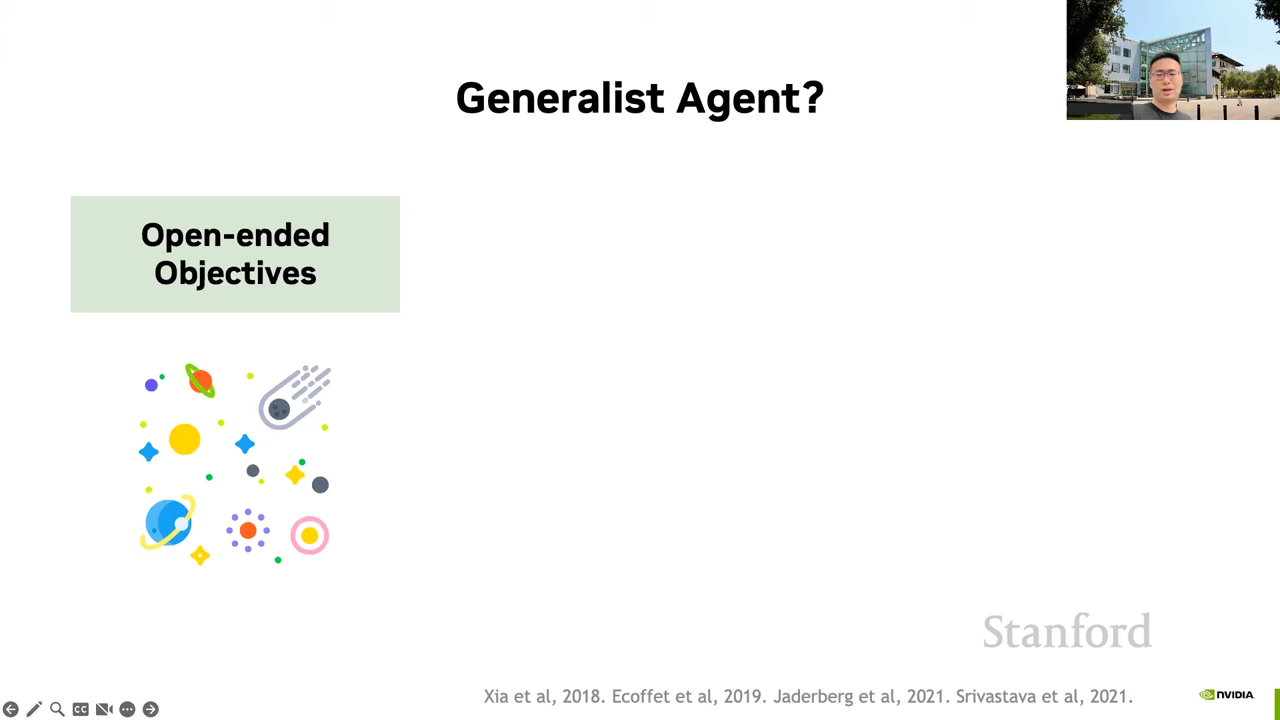 Generalist Agent?
Open-ended
Objectives
Stanford
Xia et al, 2018. Ecoffet et al, 2019. Jaderberg et al, 2021. Srivastava et al, 2021.
NVIDIA
CC